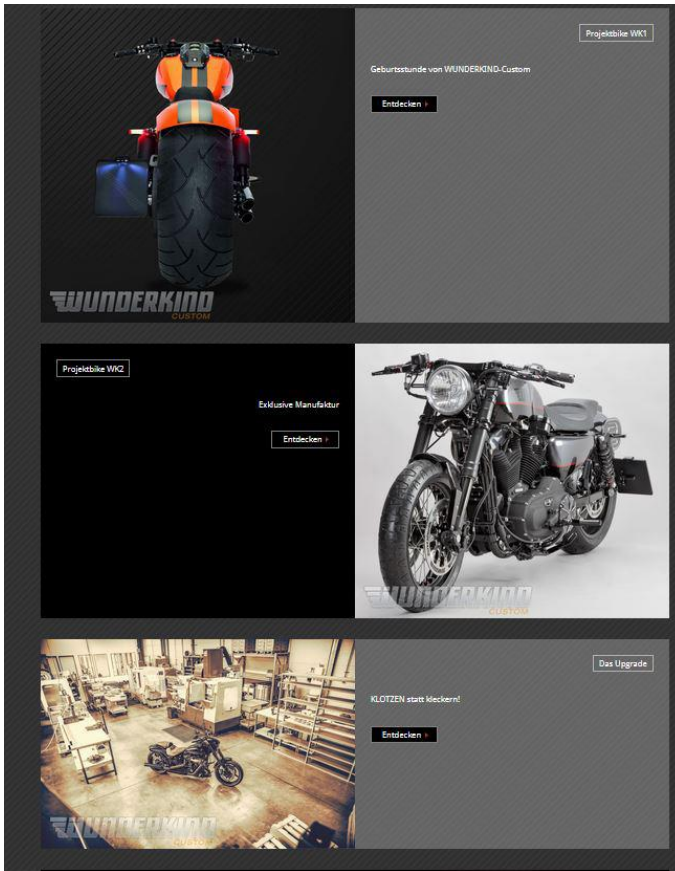 Projektbike WK1
Geburtsstunde von WUNDERKIND-Custom
Entdecken
WUNDERKIND
CUSTOM
Projektbike WK2
Exklusive Manufaktur
Entdecken
WUNDERKIND
CUSTOM
Das Upgrade
KLOTZEN statt kleckern!
Entdecken
WUNDERKIND
CUSTOM